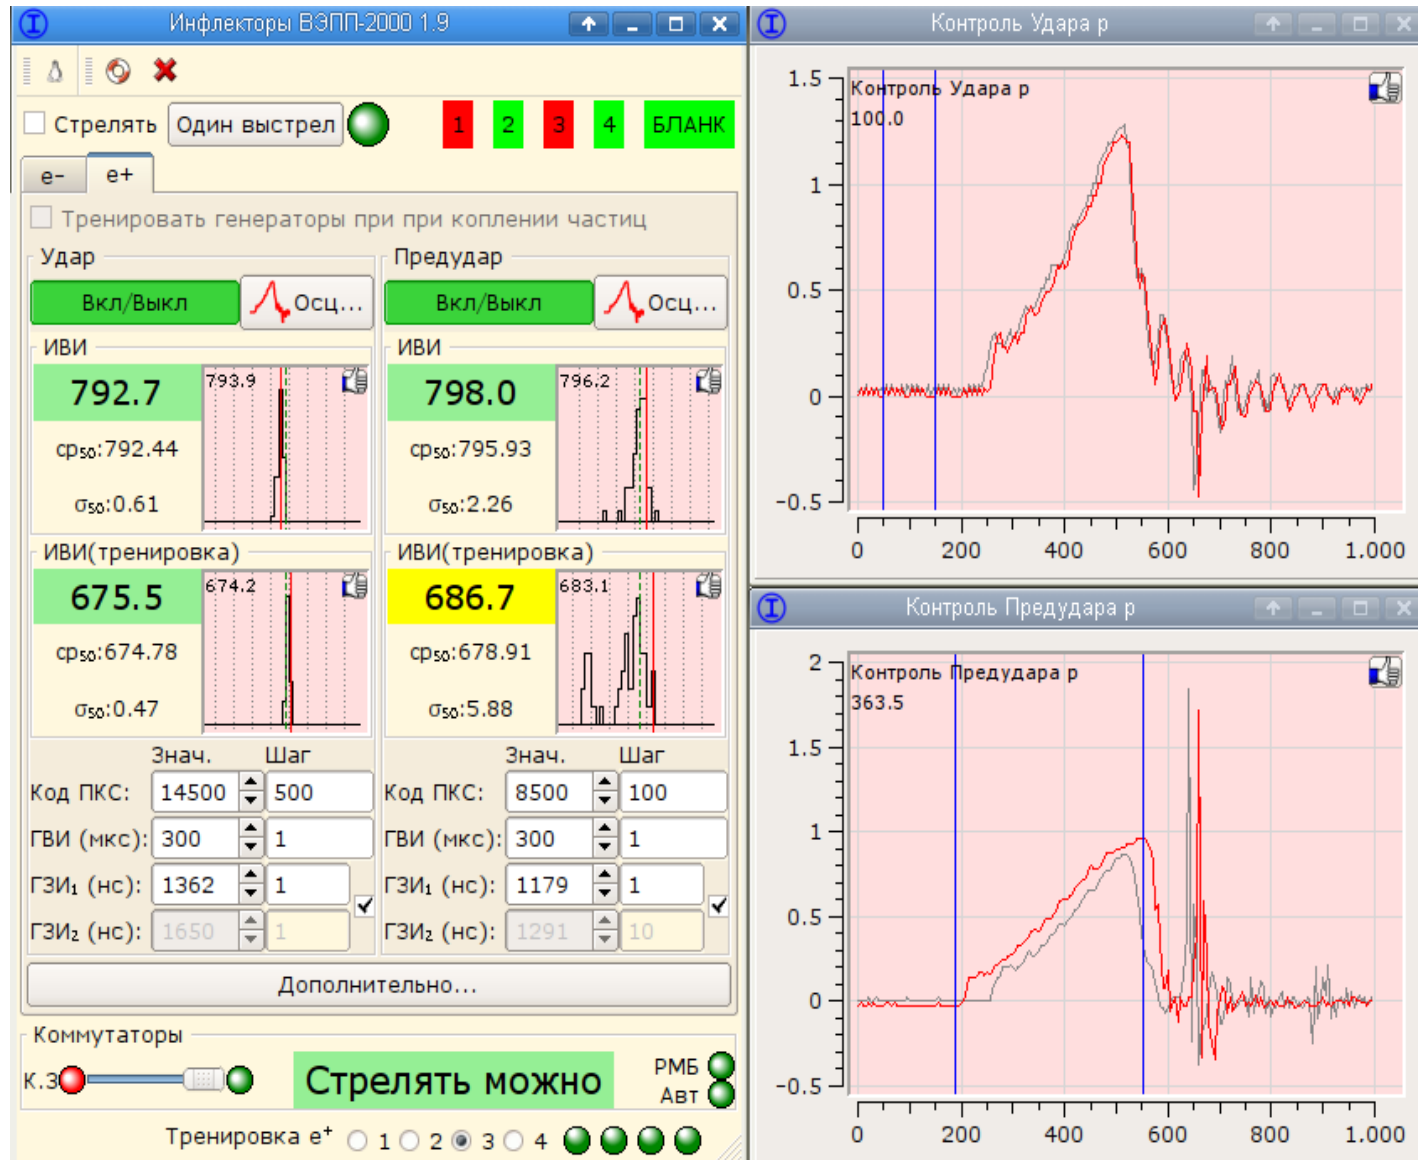 Инфлекторы ВЭПП-2000 1.9
Стрелять Один выстрел 1 2 3 4 БЛАНК
e- e+
Тренировать генераторы при при коплении частиц
Удар Предудар
Вкл/Выкл Осц... Вкл/Выкл Осц...
ИВИ ИВИ
792.7 793.9 798.0 796.2
ср50:792.44 ср50:795.93
σ50:0.61 σ50:2.26
ИВИ(тренировка) ИВИ(тренировка)
675.5 674.2 686.7 683.1
ср50:674.78 ср50:678.91
σ50:0.47 σ50:5.88
Знач. Шаг Знач. Шаг
Код ПКС: 14500 500 Код ПКС: 8500 100
ГВИ (мкс): 300 1 ГВИ (мкс): 300 1
ГЗИ₁ (нс): 1362 1 ГЗИ₁ (нс): 1179 1
ГЗИ₂ (нс): 1650 1 ГЗИ₂ (нс): 1291 10
Дополнительно...
Коммутаторы
К.З Стрелять можно РМБ
Авт
Тренировка e⁺ 1 2 3 4
Контроль Удара p
1.5
Контроль Удара p
100.0
1
0.5
0
-0.5
0 200 400 600 800 1.000
Контроль Предудара p
2
Контроль Предудара p
363.5
1.5
1
0.5
0
-0.5
0 200 400 600 800 1.000